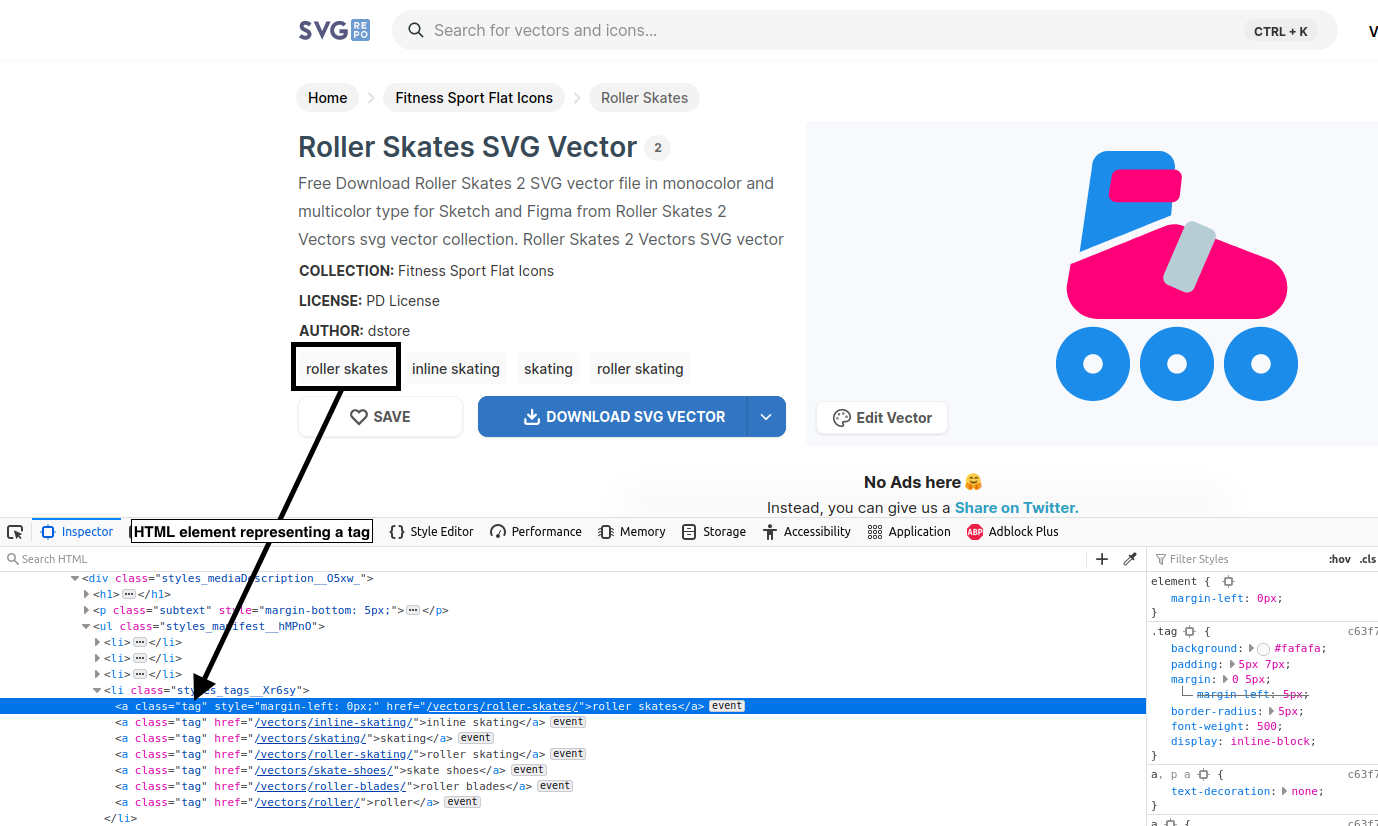 SVG REPO
Search for vectors and icons...
CTRL + K
V
Home
Fitness Sport Flat Icons
Roller Skates
Roller Skates SVG Vector 2
Free Download Roller Skates 2 SVG vector file in monocolor and
multicolor type for Sketch and Figma from Roller Skates 2
Vectors svg vector collection. Roller Skates 2 Vectors SVG vector
COLLECTION: Fitness Sport Flat Icons
LICENSE: PD License
AUTHOR: dstore
roller skates
inline skating
skating
roller skating
SAVE
DOWNLOAD SVG VECTOR
Edit Vector
No Ads here 🤗
Instead, you can give us a Share on Twitter.
Inspector
HTML element representing a tag
{} Style Editor
Performance
Memory
Storage
Accessibility
Application
ABP Adblock Plus
Search HTML
+
<div class="styles_mediaDescription__O5xw_">
<h1>…</h1>
<p class="subtext" style="margin-bottom: 5px;">…</p>
<ul class="styles_manifest__hMPnO">
<li>…</li>
<li>…</li>
<li>…</li>
<li class="styles_tags__Xr6sy">
<a class="tag" style="margin-left: 0px;" href="/vectors/roller-skates/">roller skates</a> event
<a class="tag" href="/vectors/inline-skating/">inline skating</a> event
<a class="tag" href="/vectors/skating/">skating</a> event
<a class="tag" href="/vectors/roller-skating/">roller skating</a> event
<a class="tag" href="/vectors/skate-shoes/">skate shoes</a> event
<a class="tag" href="/vectors/roller-blades/">roller blades</a> event
<a class="tag" href="/vectors/roller/">roller</a> event
</li>
Filter Styles
:hov .cls
element {
margin-left: 0px;
}
.tag { c63f7
background: #fafafa;
padding: 5px 7px;
margin: 0 5px;
margin-left: 5px;
border-radius: 5px;
font-weight: 500;
display: inline-block;
}
a, p a { c63f7
text-decoration: none;
}
a { c63f7